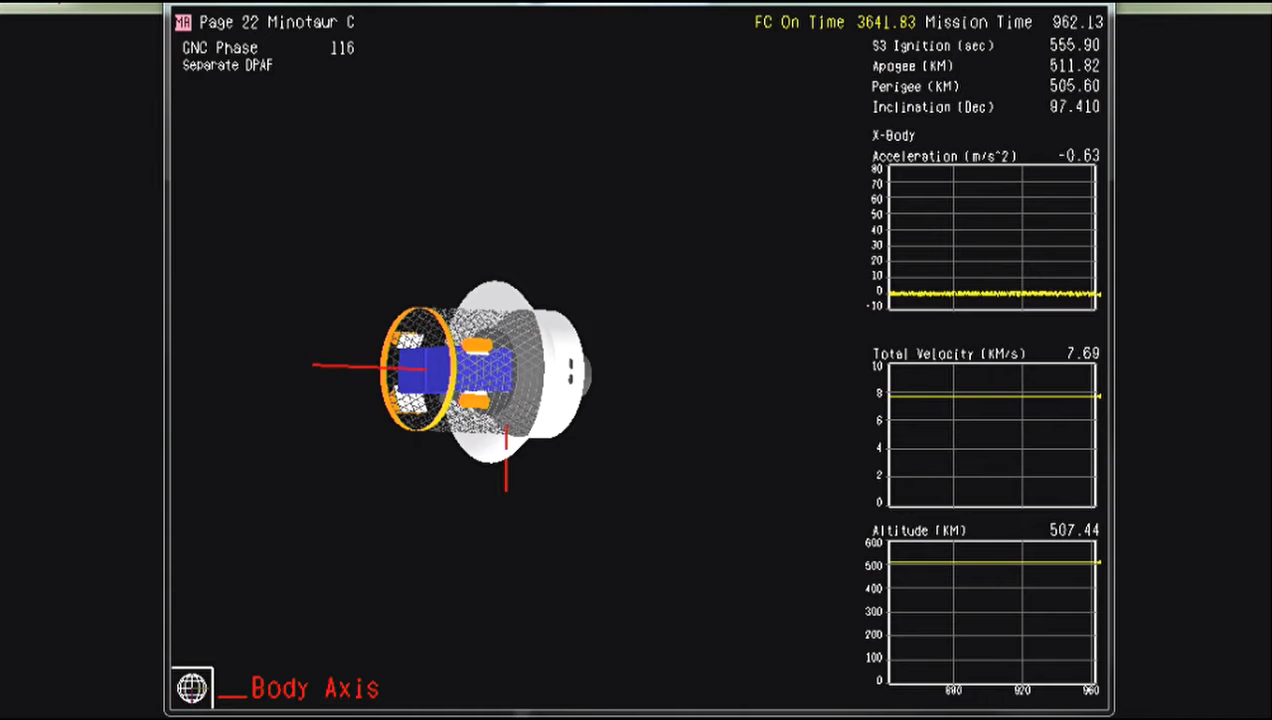 MA Page 22 Minotaur C
FC On Time 3641.83 Mission Time 962.13
GNC Phase 116
Separate DPAF
S3 Ignition (sec) 555.90
Apogee (KM) 511.82
Perigee (KM) 505.60
Inclination (Deg) 97.410
X-Body
Acceleration (m/s^2) -0.63
80
70
60
50
40
30
20
10
0
-10
Total Velocity (KM/s) 7.69
10
8
6
4
2
0
Altitude (KM) 507.44
600
500
400
300
200
100
0
880 920 960
Body Axis